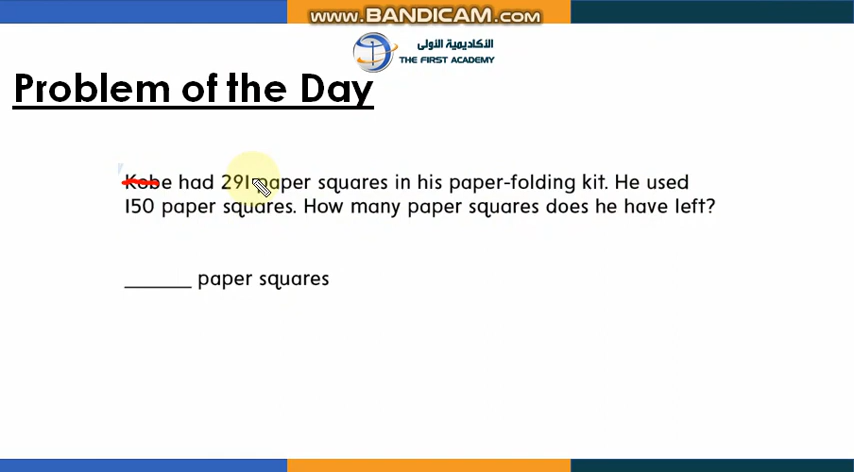 www.BANDICAM.com
الأكاديمية الأولى
THE FIRST ACADEMY
Problem of the Day
Kobe had 291 paper squares in his paper-folding kit. He used
150 paper squares. How many paper squares does he have left?
______ paper squares